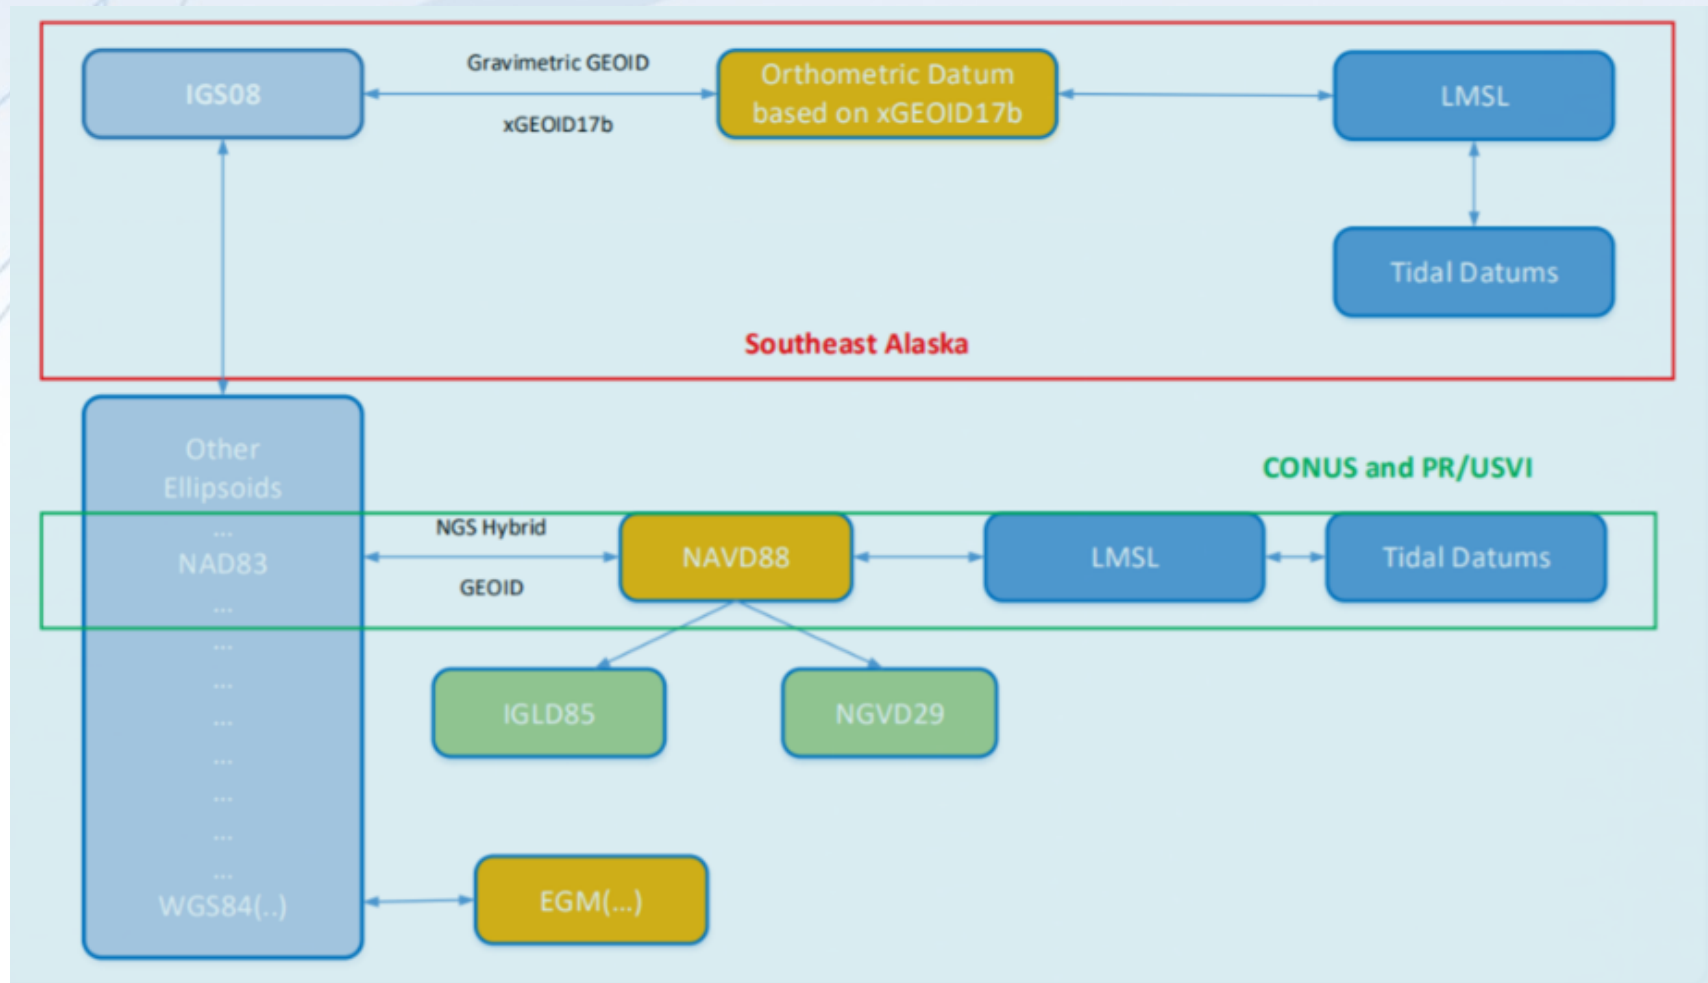 IGS08
Gravimetric GEOID
xGEOID17b
Orthometric Datum
based on xGEOID17b
LMSL
Tidal Datums
Southeast Alaska
Other
Ellipsoids
...
NAD83
...
...
...
...
...
...
...
...
WGS84(..)
CONUS and PR/USVI
NGS Hybrid
GEOID
NAVD88
LMSL
Tidal Datums
IGLD85
NGVD29
EGM(...)